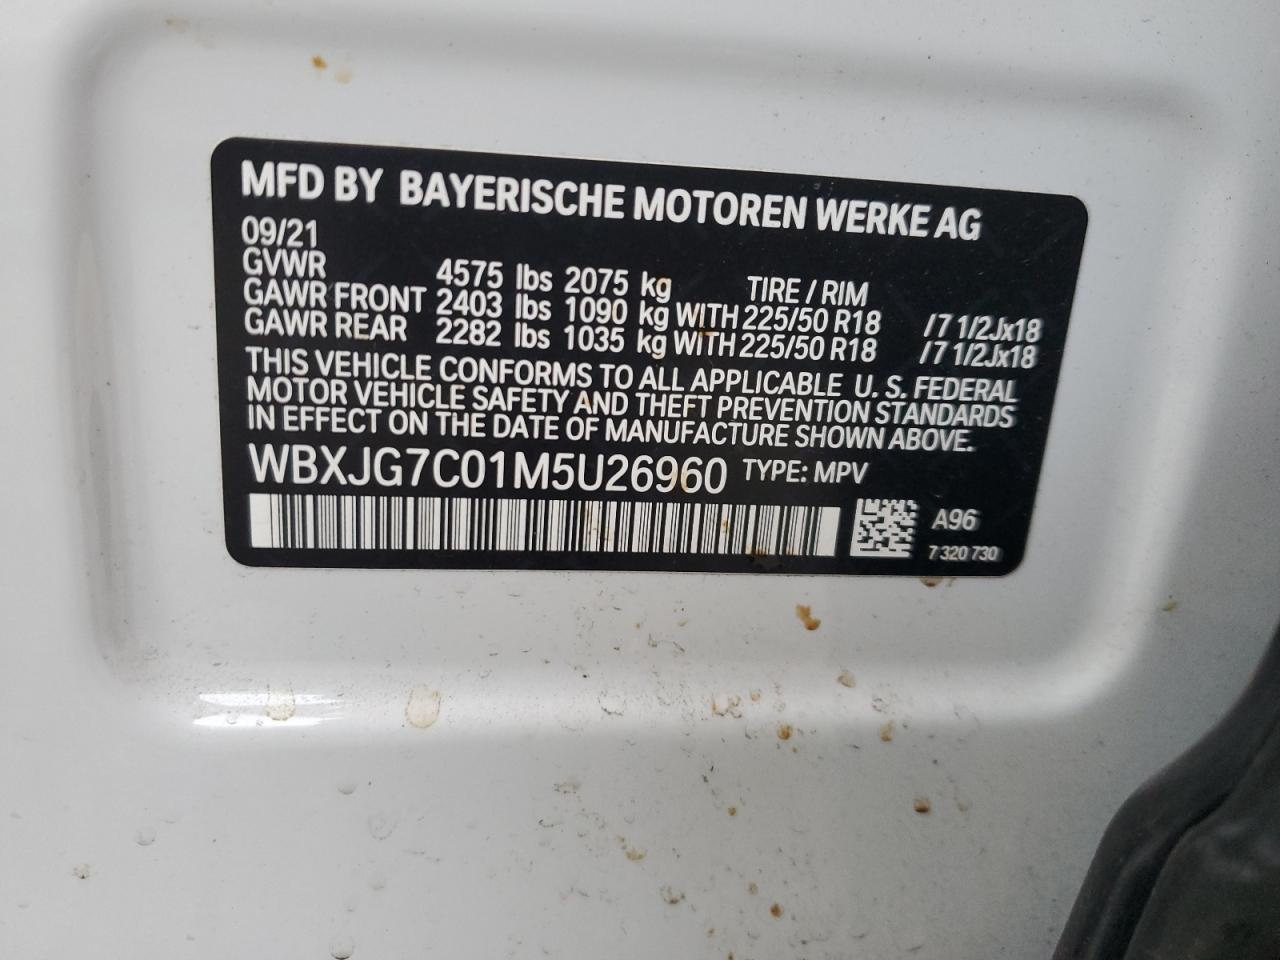 MFD BY BAYERISCHE MOTOREN WERKE AG
09/21
GVWR 4575 lbs 2075 kg TIRE / RIM
GAWR FRONT 2403 lbs 1090 kg WITH 225/50 R18 /7 1/2Jx18
GAWR REAR 2282 lbs 1035 kg WITH 225/50 R18 /7 1/2Jx18
THIS VEHICLE CONFORMS TO ALL APPLICABLE U. S. FEDERAL
MOTOR VEHICLE SAFETY AND THEFT PREVENTION STANDARDS
IN EFFECT ON THE DATE OF MANUFACTURE SHOWN ABOVE.
WBXJG7C01M5U26960 TYPE: MPV
A96
7 320 730